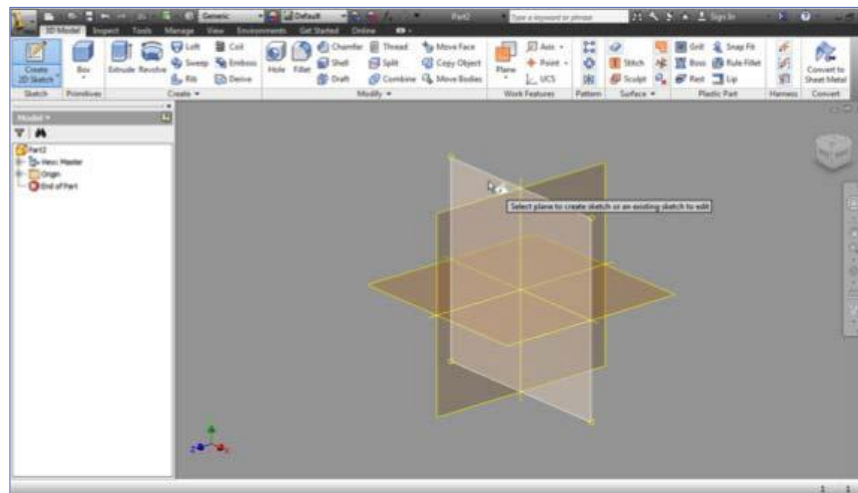 Generic Default Part2 Type a keyword or phrase Sign In
3D Model Inspect Tools Manage View Environments Get Started Online
Create 2D Sketch
Box
Extrude Revolve
Loft Coil
Sweep Emboss
Rib Derive
Hole Fillet
Chamfer Thread Move Face
Shell Split Copy Object
Draft Combine Move Bodies
Plane
Axis
Point
UCS
Stitch
Sculpt
Grill Snap Fit
Boss Rule Fillet
Rest Lip
Convert to Sheet Metal
Sketch Primitives Create Modify Work Features Pattern Surface Plastic Part Harness Convert
Model
Part2
View: Master
Origin
End of Part
Select plane to create sketch or an existing sketch to edit
z x
1 1